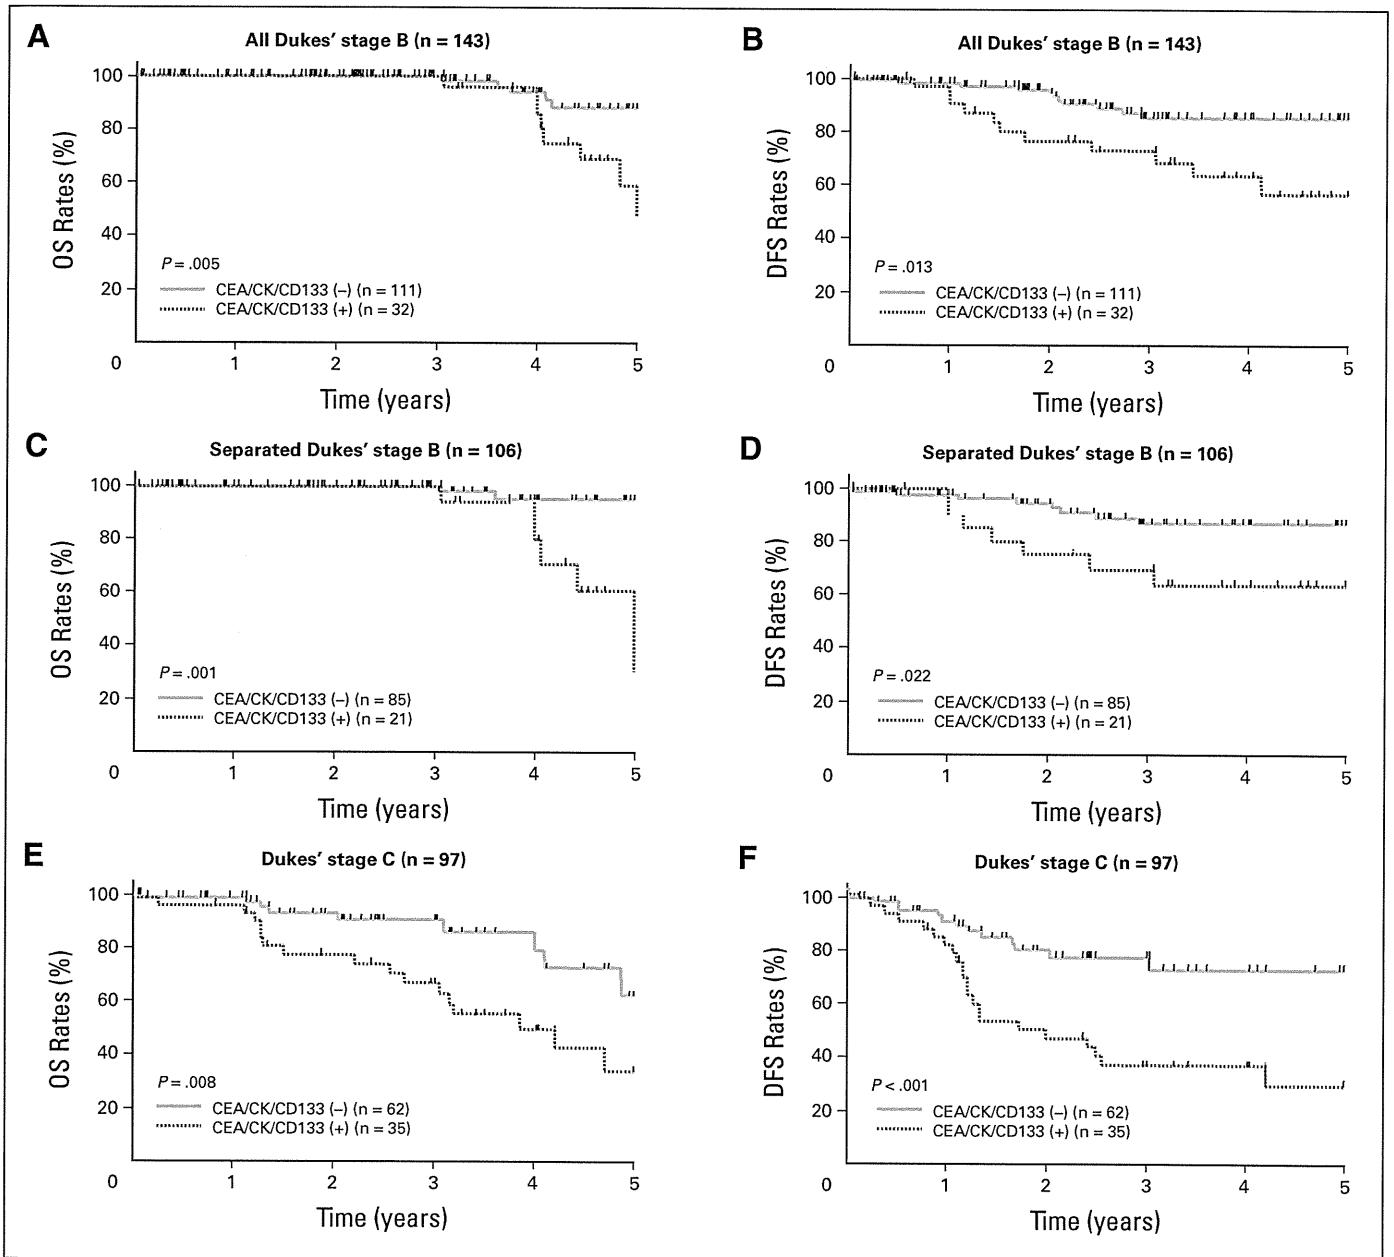 A
All Dukes' stage B (n = 143)
OS Rates (%)
100
80
60
40
20
0
P = .005
CEA/CK/CD133 (–) (n = 111)
CEA/CK/CD133 (+) (n = 32)
1 2 3 4 5
Time (years)
B
All Dukes' stage B (n = 143)
DFS Rates (%)
100
80
60
40
20
0
P = .013
CEA/CK/CD133 (–) (n = 111)
CEA/CK/CD133 (+) (n = 32)
1 2 3 4 5
Time (years)
C
Separated Dukes' stage B (n = 106)
OS Rates (%)
100
80
60
40
20
0
P = .001
CEA/CK/CD133 (–) (n = 85)
CEA/CK/CD133 (+) (n = 21)
1 2 3 4 5
Time (years)
D
Separated Dukes' stage B (n = 106)
DFS Rates (%)
100
80
60
40
20
0
P = .022
CEA/CK/CD133 (–) (n = 85)
CEA/CK/CD133 (+) (n = 21)
1 2 3 4 5
Time (years)
E
Dukes' stage C (n = 97)
OS Rates (%)
100
80
60
40
20
0
P = .008
CEA/CK/CD133 (–) (n = 62)
CEA/CK/CD133 (+) (n = 35)
1 2 3 4 5
Time (years)
F
Dukes' stage C (n = 97)
DFS Rates (%)
100
80
60
40
20
0
P < .001
CEA/CK/CD133 (–) (n = 62)
CEA/CK/CD133 (+) (n = 35)
1 2 3 4 5
Time (years)